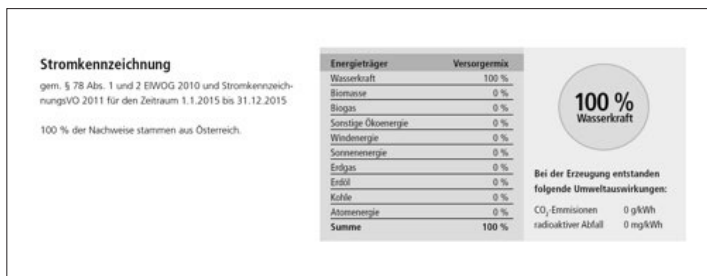 Stromkennzeichnung
gem. § 78 Abs. 1 und 2 ElWOG 2010 und Stromkennzeich-
nungsVO 2011 für den Zeitraum 1.1.2015 bis 31.12.2015
100 % der Nachweise stammen aus Österreich.
Energieträger Versorgermix
Wasserkraft 100 %
Biomasse 0 %
Biogas 0 %
Sonstige Ökoenergie 0 %
Windenergie 0 %
Sonnenenergie 0 %
Erdgas 0 %
Erdöl 0 %
Kohle 0 %
Atomenergie 0 %
Summe 100 %
100 %
Wasserkraft
Bei der Erzeugung entstanden
folgende Umweltauswirkungen:
CO₂-Emmisionen 0 g/kWh
radioaktiver Abfall 0 mg/kWh